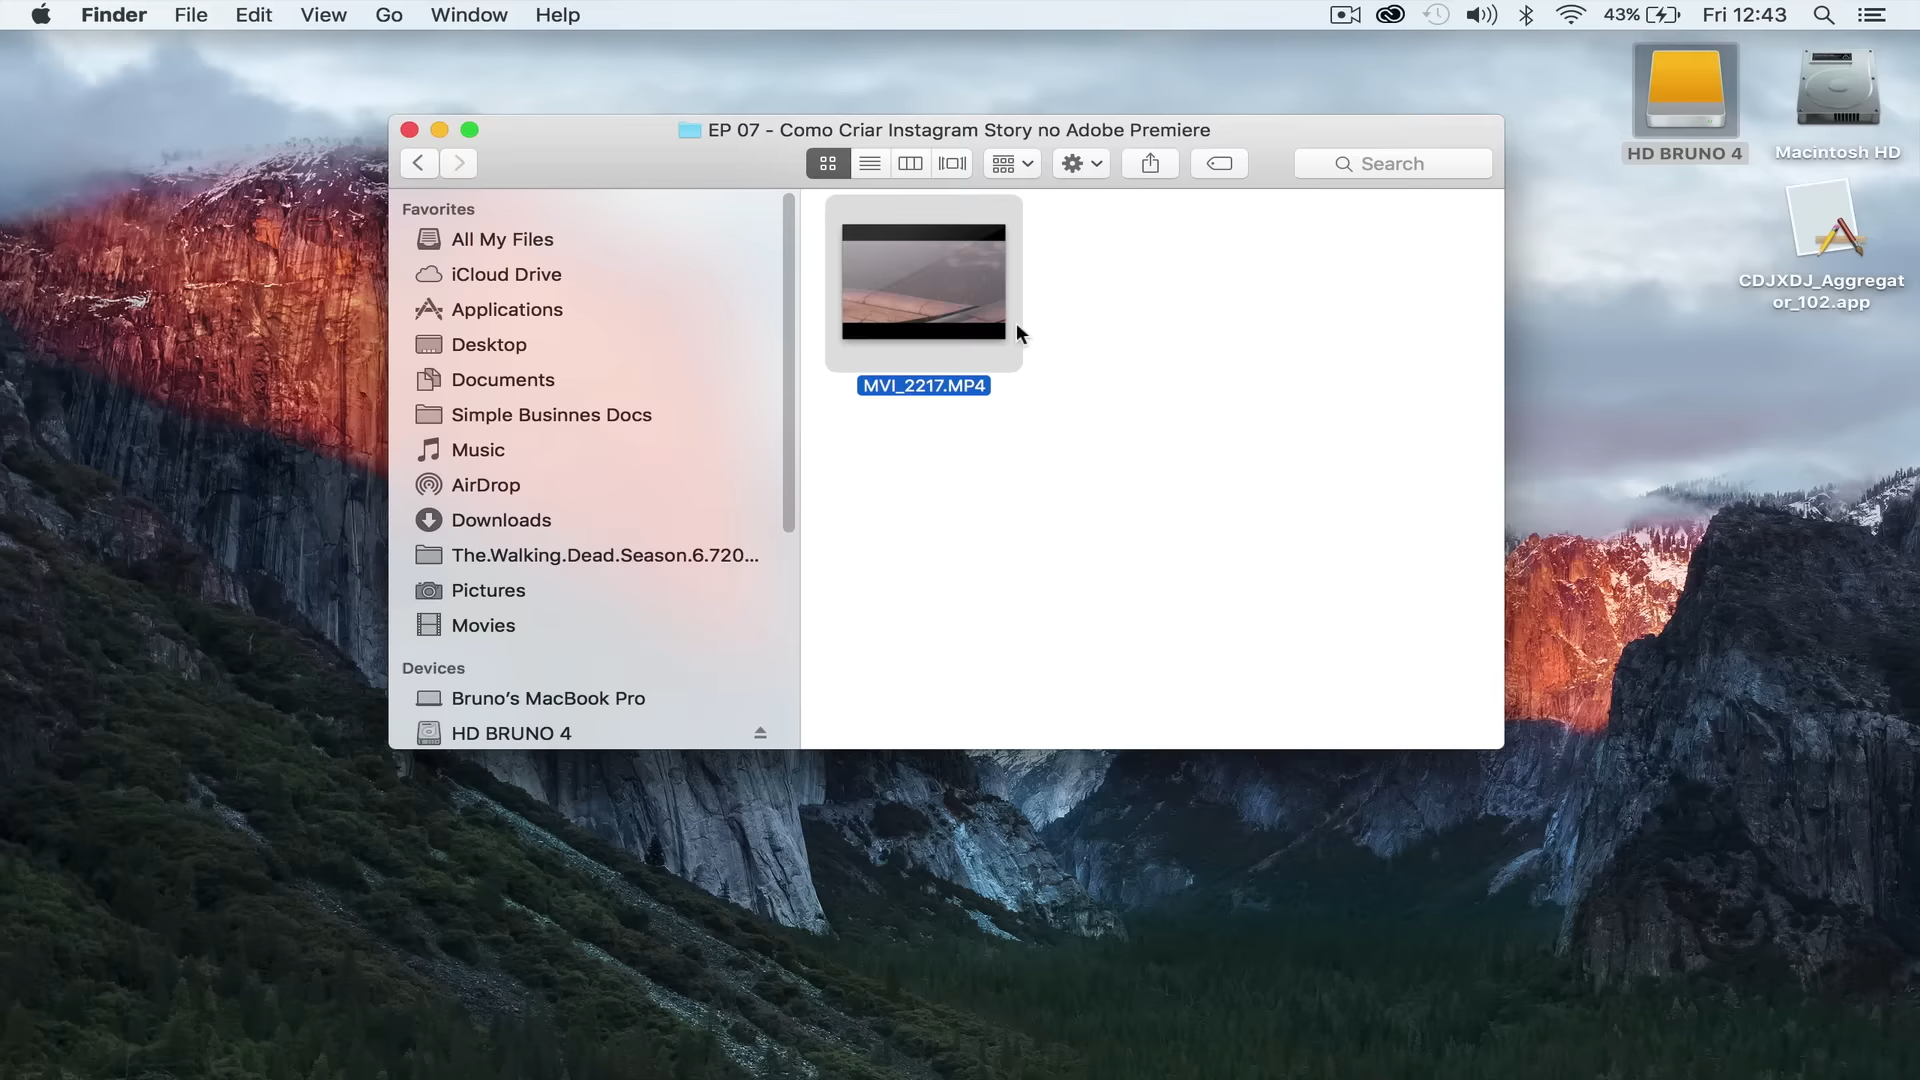 Finder File Edit View Go Window Help
43% Fri 12:43
EP 07 - Como Criar Instagram Story no Adobe Premiere
Search
Favorites
All My Files
iCloud Drive
Applications
Desktop
Documents
Simple Businnes Docs
Music
AirDrop
Downloads
The.Walking.Dead.Season.6.720...
Pictures
Movies
Devices
Bruno’s MacBook Pro
HD BRUNO 4
MVI_2217.MP4
HD BRUNO 4
Macintosh HD
CDJXDJ_Aggregat
or_102.app